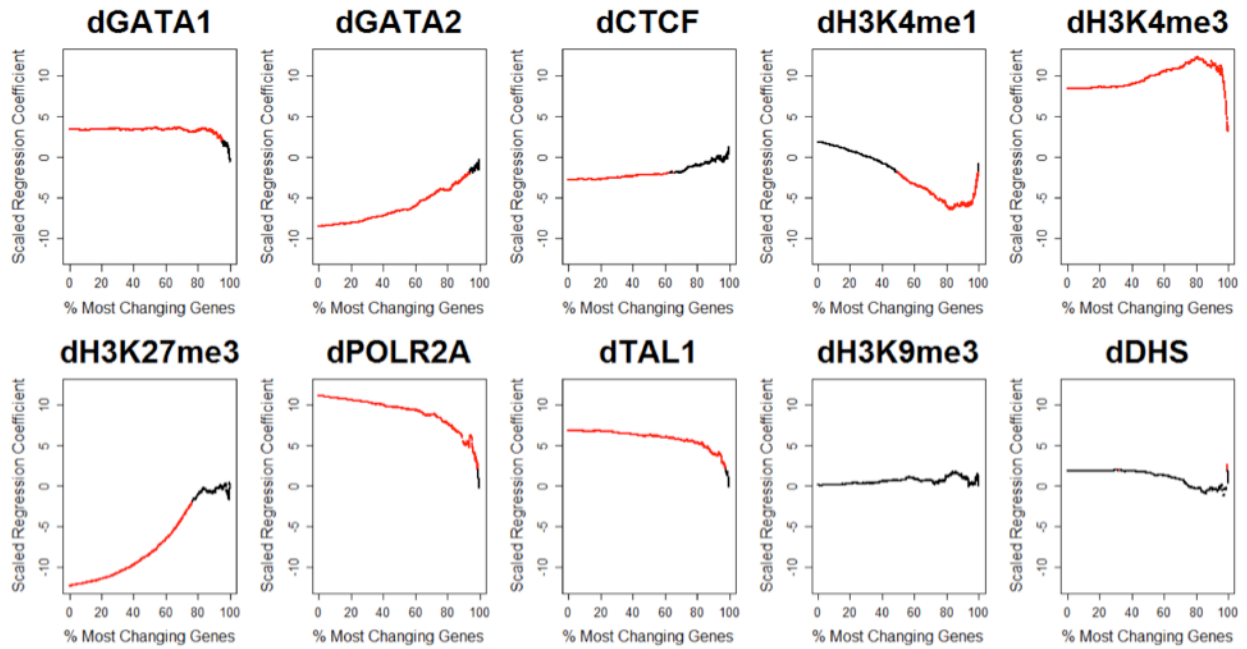 dGATA1 dGATA2 dCTCF dH3K4me1 dH3K4me3
Scaled Regression Coefficient Scaled Regression Coefficient Scaled Regression Coefficient Scaled Regression Coefficient Scaled Regression Coefficient
10 10 10 10 10
5 5 5 5 5
0 0 0 0 0
-5 -5 -5 -5 -5
-10 -10 -10 -10 -10
0 20 40 60 80 100 0 20 40 60 80 100 0 20 40 60 80 100 0 20 40 60 80 100 0 20 40 60 80 100
% Most Changing Genes % Most Changing Genes % Most Changing Genes % Most Changing Genes % Most Changing Genes
dH3K27me3 dPOLR2A dTAL1 dH3K9me3 dDHS
Scaled Regression Coefficient Scaled Regression Coefficient Scaled Regression Coefficient Scaled Regression Coefficient Scaled Regression Coefficient
10 10 10 10 10
5 5 5 5 5
0 0 0 0 0
-5 -5 -5 -5 -5
-10 -10 -10 -10 -10
0 20 40 60 80 100 0 20 40 60 80 100 0 20 40 60 80 100 0 20 40 60 80 100 0 20 40 60 80 100
% Most Changing Genes % Most Changing Genes % Most Changing Genes % Most Changing Genes % Most Changing Genes